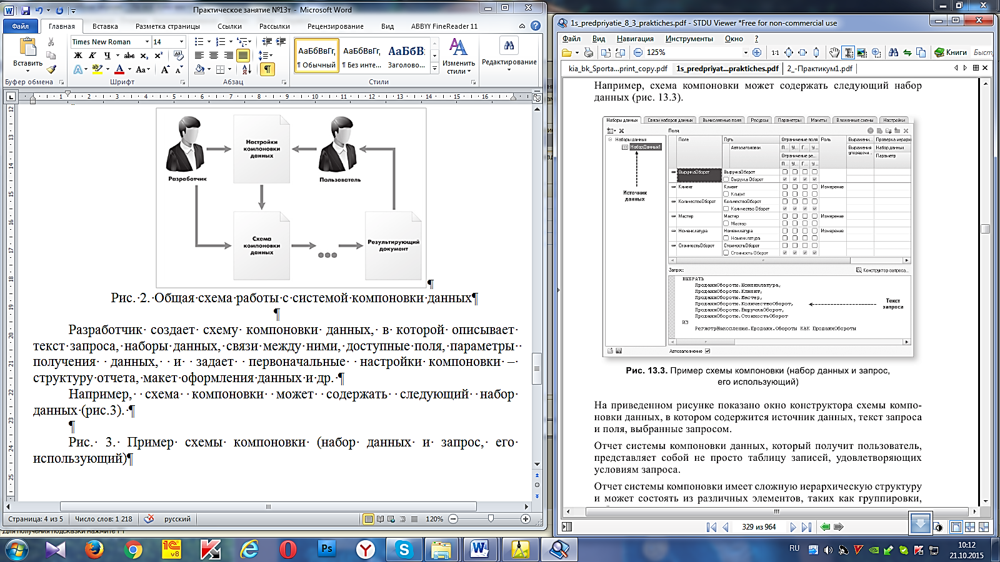 Практическое занятие №13т - Microsoft Word
Файл Главная Вставка Разметка страницы Ссылки Рассылки Рецензирование Вид ABBYY FineReader 11
Вставить
Times New Roman 14
Ж К Ч abc x₂ x²
АаБбВвГг, АаБбВвГг, АаБбВ:
¶ Обычный ¶ Без инте... Заголово...
Изменить стили
Редактирование
Буфер обмена Шрифт Абзац Стили
Разработчик
Настройки компоновки данных
Пользователь
Схема компоновки данных
Результирующий документ
Рис. 2. Общая схема работы с системой компоновки данных¶
¶
Разработчик создает схему компоновки данных, в которой описывает
текст запроса, наборы данных, связи между ними, доступные поля, параметры
получения данных, и задает первоначальные настройки компоновки –
структуру отчета, макет оформления данных и др. ¶
Например, схема компоновки может содержать следующий набор
данных (рис.3). ¶
¶
Рис. 3. Пример схемы компоновки (набор данных и запрос, его
использующий)¶
Страница: 4 из 5 Число слов: 1 218 русский 120%
1s_predpriyatie_8_3_praktiches.pdf - STDU Viewer *Free for non-commercial use
Файл Вид Навигация Инструменты Окно ?
125% 1:1 Книги Быст
kia_bk_Sporta...print_copy.pdf 1s_predpriyat...praktiches.pdf 2_-Практикум1.pdf
Например, схема компоновки может содержать следующий набор
данных (рис. 13.3).
Наборы данных Связи наборов данных Вычисляемые поля Ресурсы Параметры Макеты Вложенные схемы Настройки
Поля:
Наборы данных
НаборДанных1
Источник данных
Поле Путь Ограничение поля Роль Выражени... Проверка иерархи
Автозаголовок П... У... Г... У... Выражения упорядочи... Набор данных
Ограничение ре... Параметр
П... У... Г... У...
ВыручкаОборот ВыручкаОборот
Выручка Оборот
Клиент Клиент Измерение
Клиент
КоличествоОборот КоличествоОборот
Количество Оборот
Мастер Мастер Измерение
Мастер
Номенклатура Номенклатура Измерение
Номенклатура
СтоимостьОборот СтоимостьОборот
Стоимость Оборот
Запрос: Конструктор запроса...
ВЫБРАТЬ
ПродажиОбороты.Номенклатура,
ПродажиОбороты.Клиент,
ПродажиОбороты.Мастер,
ПродажиОбороты.КоличествоОборот,
ПродажиОбороты.ВыручкаОборот,
ПродажиОбороты.СтоимостьОборот
ИЗ
РегистрНакопления.Продажи.Обороты КАК ПродажиОбороты
Текст запроса
Автозаполнение
Рис. 13.3. Пример схемы компоновки (набор данных и запрос,
его использующий)
На приведенном рисунке показано окно конструктора схемы компо-
новки данных, в котором содержится источник данных, текст запроса
и поля, выбранные запросом.
Отчет системы компоновки данных, который получит пользователь,
представляет собой не просто таблицу записей, удовлетворяющих
условиям запроса.
Отчет системы компоновки имеет сложную иерархическую структуру
и может состоять из различных элементов, таких как группировки,
329 из 964
Для получения подсказки нажмите F1
RU
10:12
21.10.2015